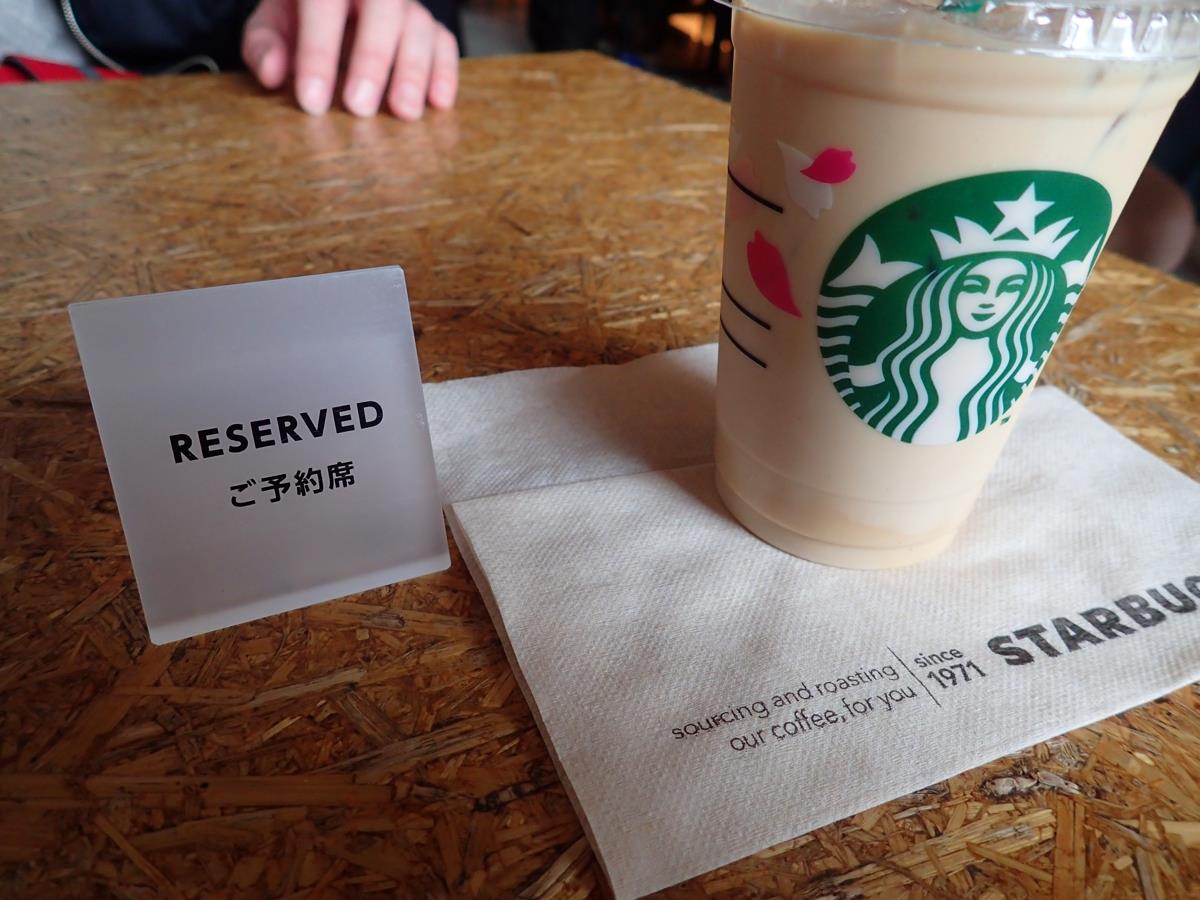 RESERVED
ご予約席
sourcing and roasting
our coffee, for you
since
1971
STARBUC